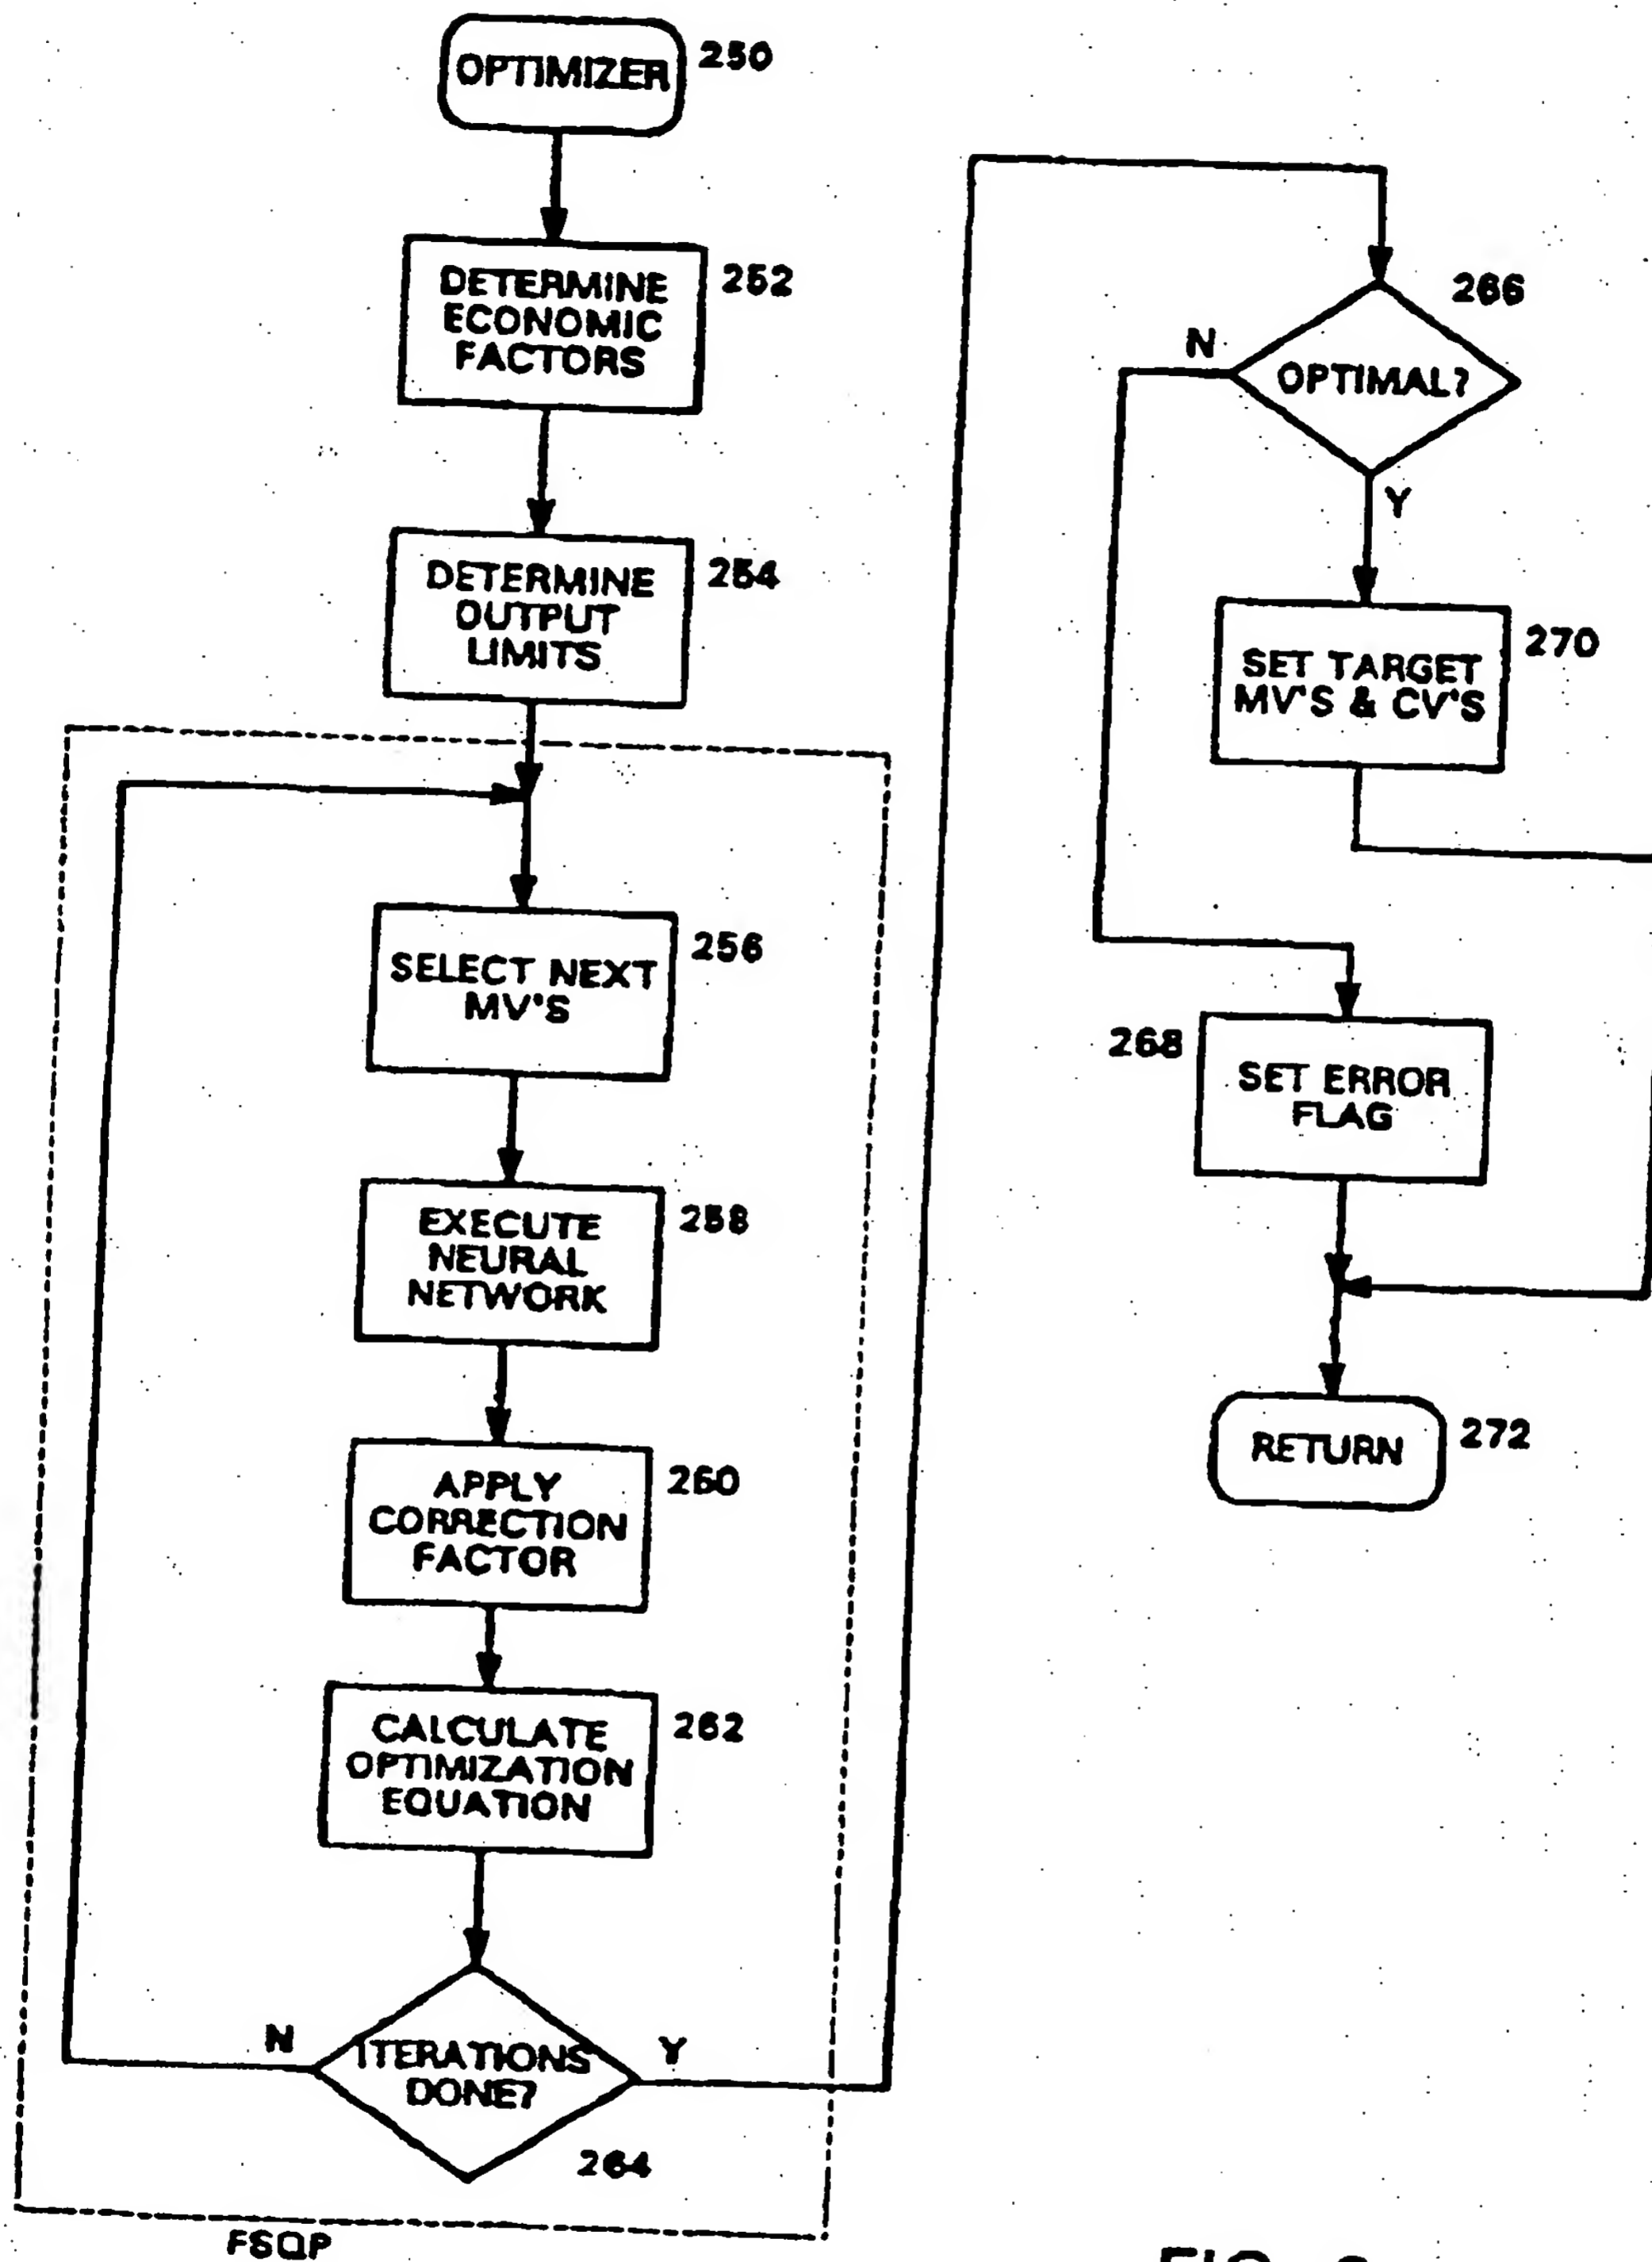 OPTIMIZER
250
DETERMINE
ECONOMIC
FACTORS
252
DETERMINE
OUTPUT
LIMITS
254
SELECT NEXT
MV'S
256
EXECUTE
NEURAL
NETWORK
258
APPLY
CORRECTION
FACTOR
260
CALCULATE
OPTIMIZATION
EQUATION
262
N
ITERATIONS
DONE?
Y
264
FSQP
266
N
OPTIMAL?
Y
SET TARGET
MV'S & CV'S
270
268
SET ERROR
FLAG
RETURN
272
FIG.